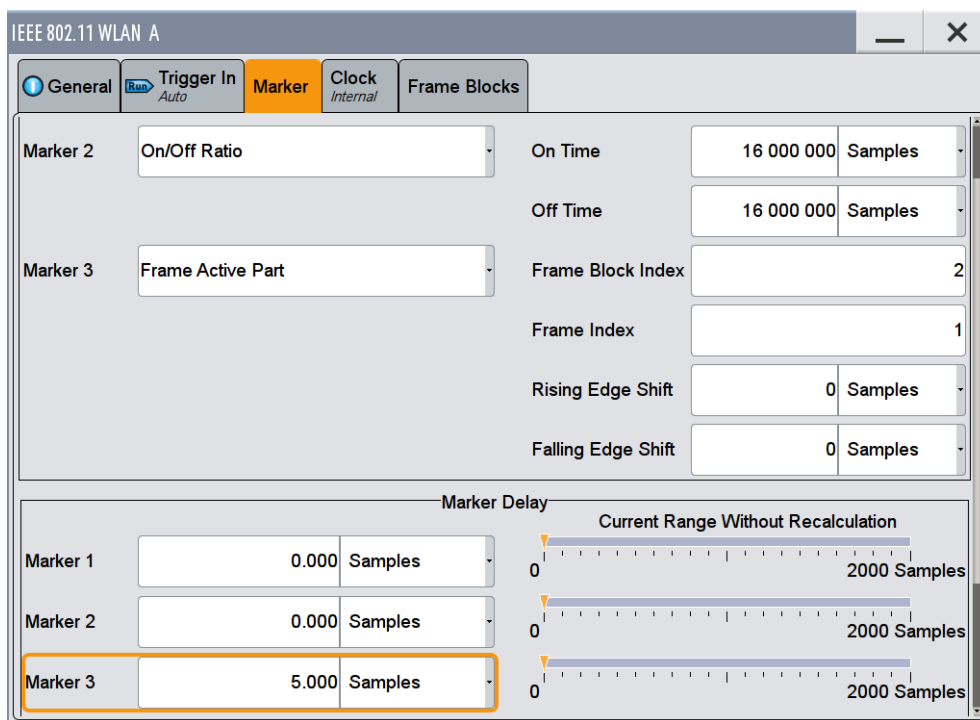 IEEE 802.11 WLAN A
General
Run
Trigger In
Auto
Marker
Clock
Internal
Frame Blocks
Marker 2 On/Off Ratio On Time 16 000 000 Samples
Off Time 16 000 000 Samples
Marker 3 Frame Active Part Frame Block Index 2
Frame Index 1
Rising Edge Shift 0 Samples
Falling Edge Shift 0 Samples
Marker Delay
Current Range Without Recalculation
Marker 1 0.000 Samples
0 2000 Samples
Marker 2 0.000 Samples
0 2000 Samples
Marker 3 5.000 Samples
0 2000 Samples